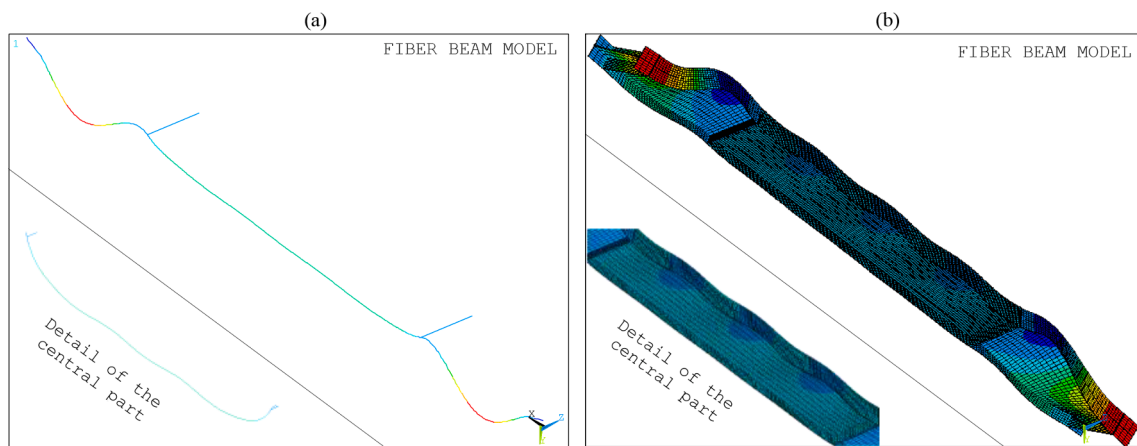 (a)
1
FIBER BEAM MODEL
Detail of the
central part
X
Z
Y
(b)
FIBER BEAM MODEL
Detail of the
central part